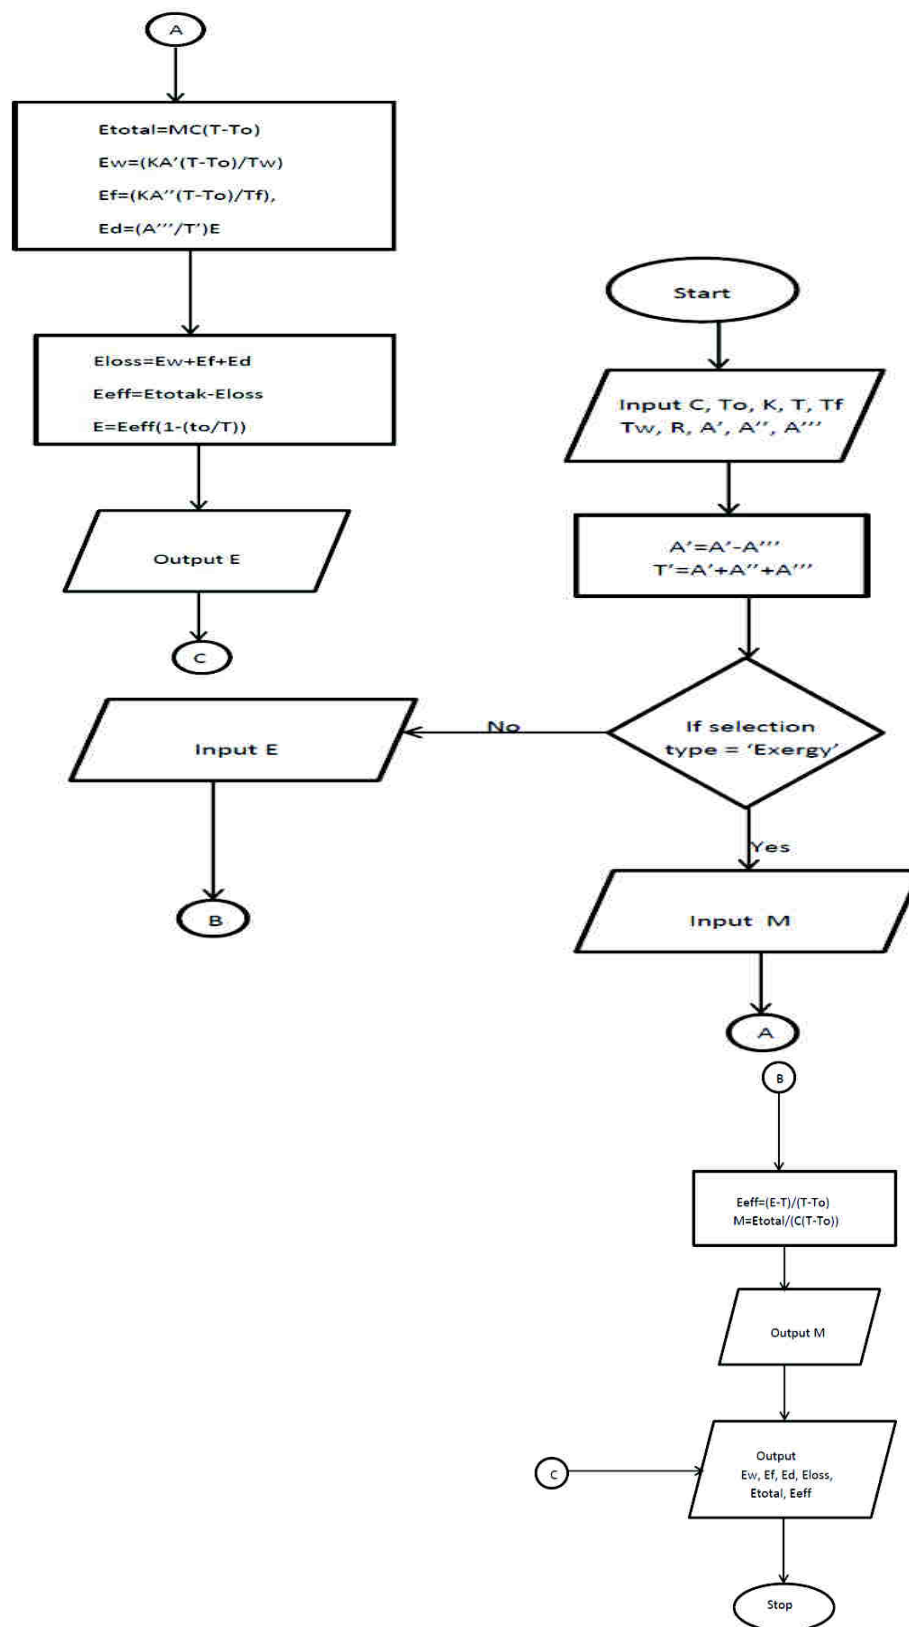 A
Etotal=MC(T-To)
Ew=(KA'(T-To)/Tw)
Ef=(KA''(T-To)/Tf),
Ed=(A'''/T')E
Eloss=Ew+Ef+Ed
Eeff=Etotak-Eloss
E=Eeff(1-(to/T))
Output E
C
Start
Input C, To, K, T, Tf
Tw, R, A', A'', A'''
A'=A'-A'''
T'=A'+A''+A'''
If selection
type = 'Exergy'
No
Input E
B
Yes
Input M
A
B
Eeff=(E-T)/(T-To)
M=Etotal/(C(T-To))
Output M
C
Output
Ew, Ef, Ed, Eloss,
Etotal, Eeff
Stop